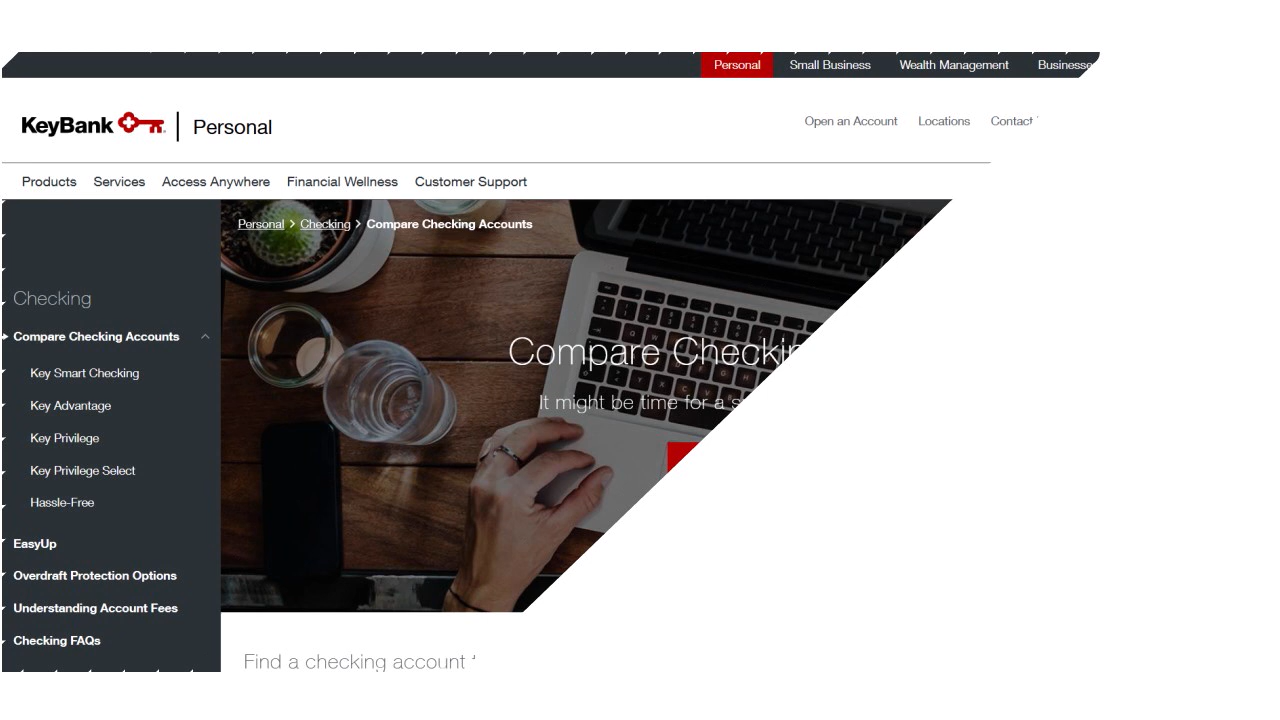 Personal Small Business Wealth Management
KeyBank Personal
Open an Account Locations Contact
Products Services Access Anywhere Financial Wellness Customer Support
Personal > Checking > Compare Checking Accounts
Checking
Compare Checking Accounts
Key Smart Checking
Key Advantage
Key Privilege
Key Privilege Select
Hassle-Free
EasyUp
Overdraft Protection Options
Understanding Account Fees
Checking FAQs
Compare
It might be time for a
Find a checking account